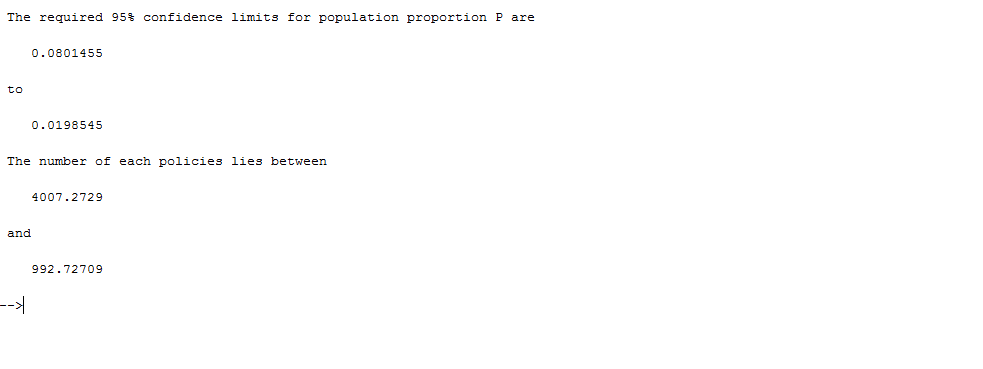 The required 95% confidence limits for population proportion P are
0.0801455
to
0.0198545
The number of each policies lies between
4007.2729
and
992.72709
-->